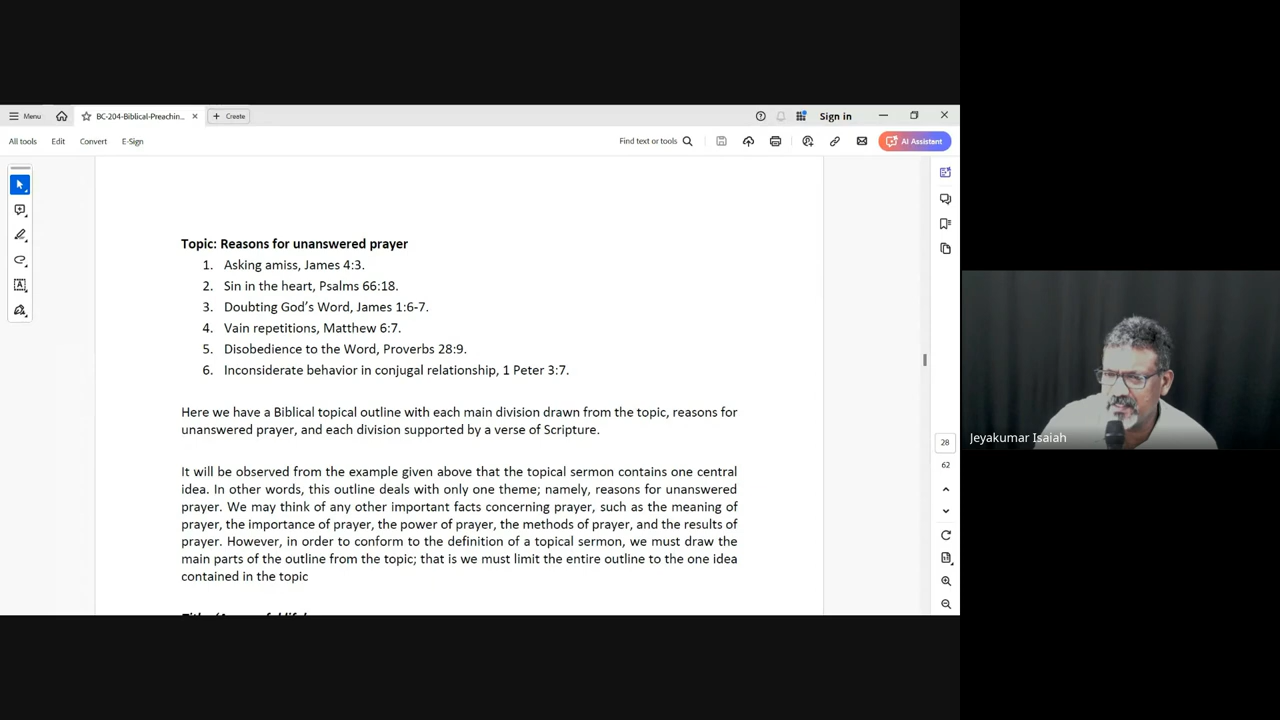 Menu
BC-204-Biblical-Preachin...
Create
Sign in
All tools
Edit
Convert
E-Sign
Find text or tools
AI Assistant
Topic: Reasons for unanswered prayer
1. Asking amiss, James 4:3.
2. Sin in the heart, Psalms 66:18.
3. Doubting God's Word, James 1:6-7.
4. Vain repetitions, Matthew 6:7.
5. Disobedience to the Word, Proverbs 28:9.
6. Inconsiderate behavior in conjugal relationship, 1 Peter 3:7.
Here we have a Biblical topical outline with each main division drawn from the topic, reasons for
unanswered prayer, and each division supported by a verse of Scripture.
It will be observed from the example given above that the topical sermon contains one central
idea. In other words, this outline deals with only one theme; namely, reasons for unanswered
prayer. We may think of any other important facts concerning prayer, such as the meaning of
prayer, the importance of prayer, the power of prayer, the methods of prayer, and the results of
prayer. However, in order to conform to the definition of a topical sermon, we must draw the
main parts of the outline from the topic; that is we must limit the entire outline to the one idea
contained in the topic
28
62
Jeyakumar Isaiah